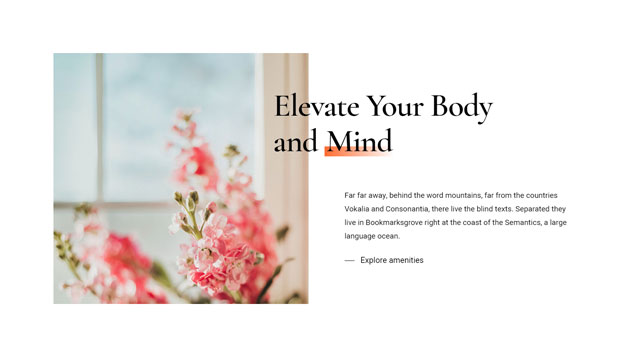 Elevate Your Body
and Mind
Far far away, behind the word mountains, far from the countries
Vokalia and Consonantia, there live the blind texts. Separated they
live in Bookmarksgrove right at the coast of the Semantics, a large
language ocean.
— Explore amenities